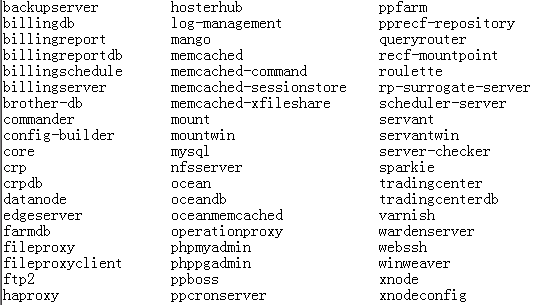 backupserver hosterhub ppfarm
billingdb log-management pprecf-repository
billingreport mango queryrouter
billingreportdb memcached recf-mountpoint
billingschedule memcached-command roulette
billingserver memcached-sessionstore rp-surrogate-server
brother-db memcached-xfileshare scheduler-server
commander mount servant
config-builder mountwin servantwin
core mysql server-checker
crp nfsserver sparkie
crpdb ocean tradingcenter
datanode oceandb tradingcenterdb
edgeserver oceanmemcached varnish
farmdb operationproxy wardenserver
fileproxy phpmyadmin webssh
fileproxyclient phppgadmin winweaver
ftp2 ppboss xnode
haproxy ppcronserver xnodeconfig